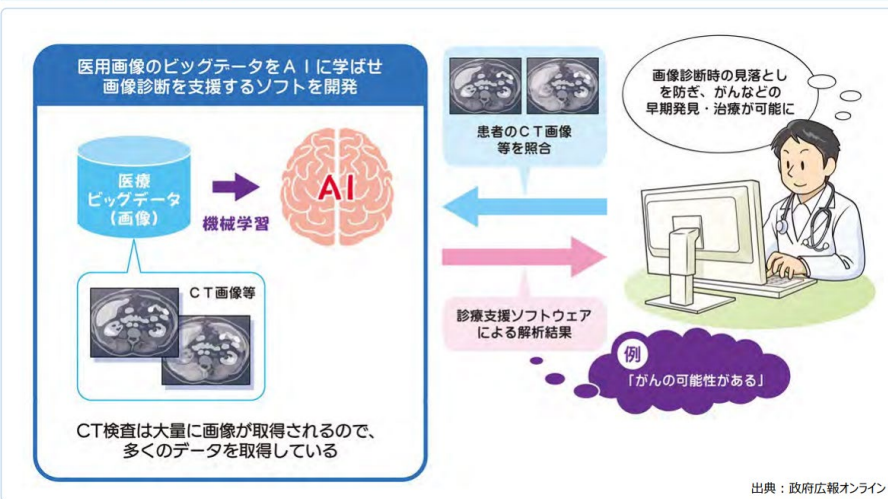 医用画像のビッグデータをAIに学ばせ
画像診断を支援するソフトを開発
医療
ビッグデータ
(画像)
機械学習
AI
CT画像等
CT検査は大量に画像が取得されるので、
多くのデータを取得している
患者のCT画像
等を照合
診療支援ソフトウェア
による解析結果
画像診断時の見落とし
を防ぎ、がんなどの
早期発見・治療が可能に
例
「がんの可能性がある」
出典:政府広報オンライン